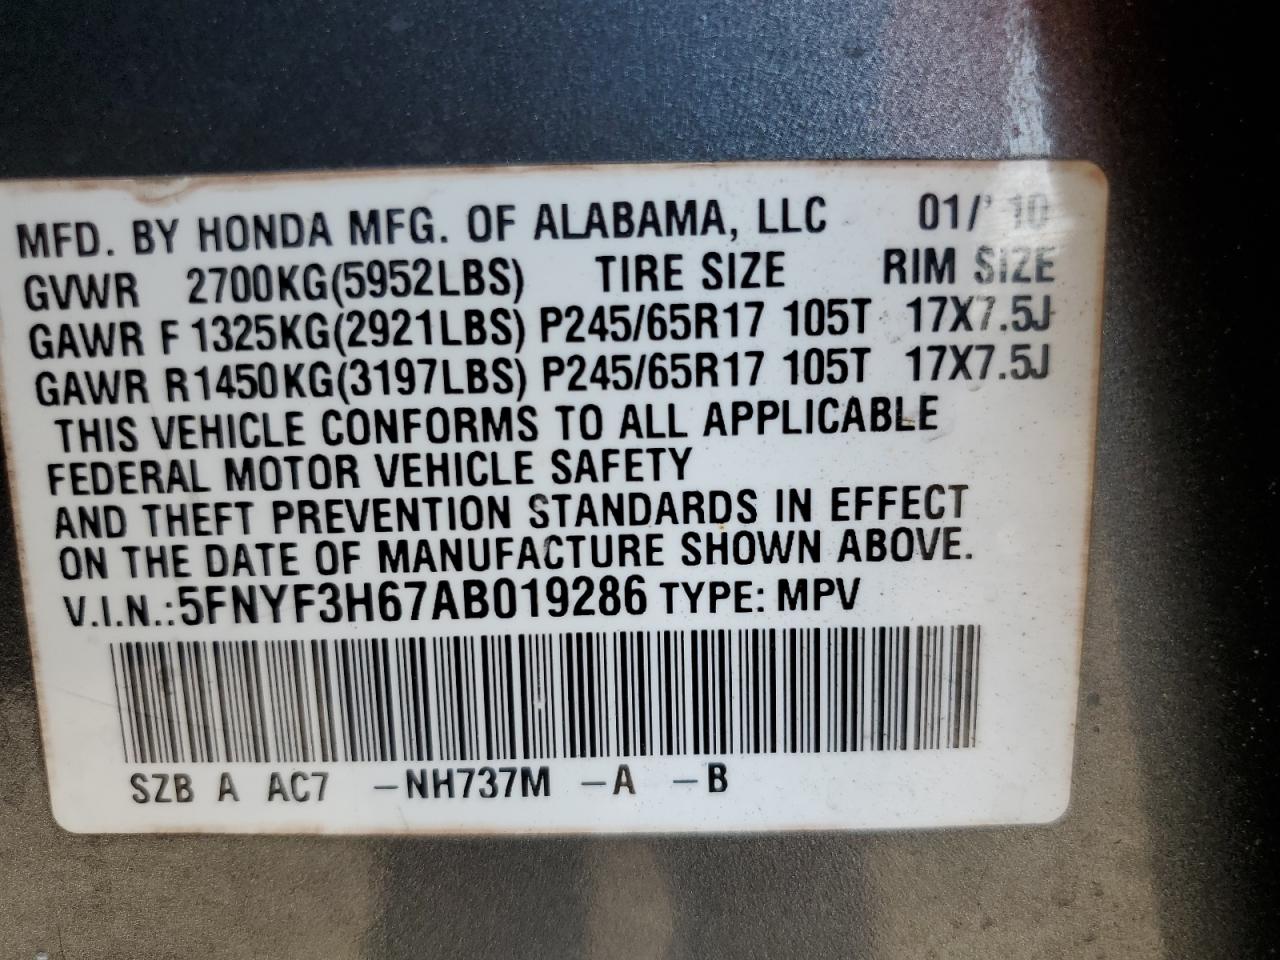 MFD. BY HONDA MFG. OF ALABAMA, LLC 01/'10
GVWR 2700KG(5952LBS) TIRE SIZE RIM SIZE
GAWR F 1325KG(2921LBS) P245/65R17 105T 17X7.5J
GAWR R1450KG(3197LBS) P245/65R17 105T 17X7.5J
THIS VEHICLE CONFORMS TO ALL APPLICABLE
FEDERAL MOTOR VEHICLE SAFETY
AND THEFT PREVENTION STANDARDS IN EFFECT
ON THE DATE OF MANUFACTURE SHOWN ABOVE.
V.I.N.:5FNYF3H67AB019286 TYPE: MPV
SZB A AC7 -NH737M -A -B